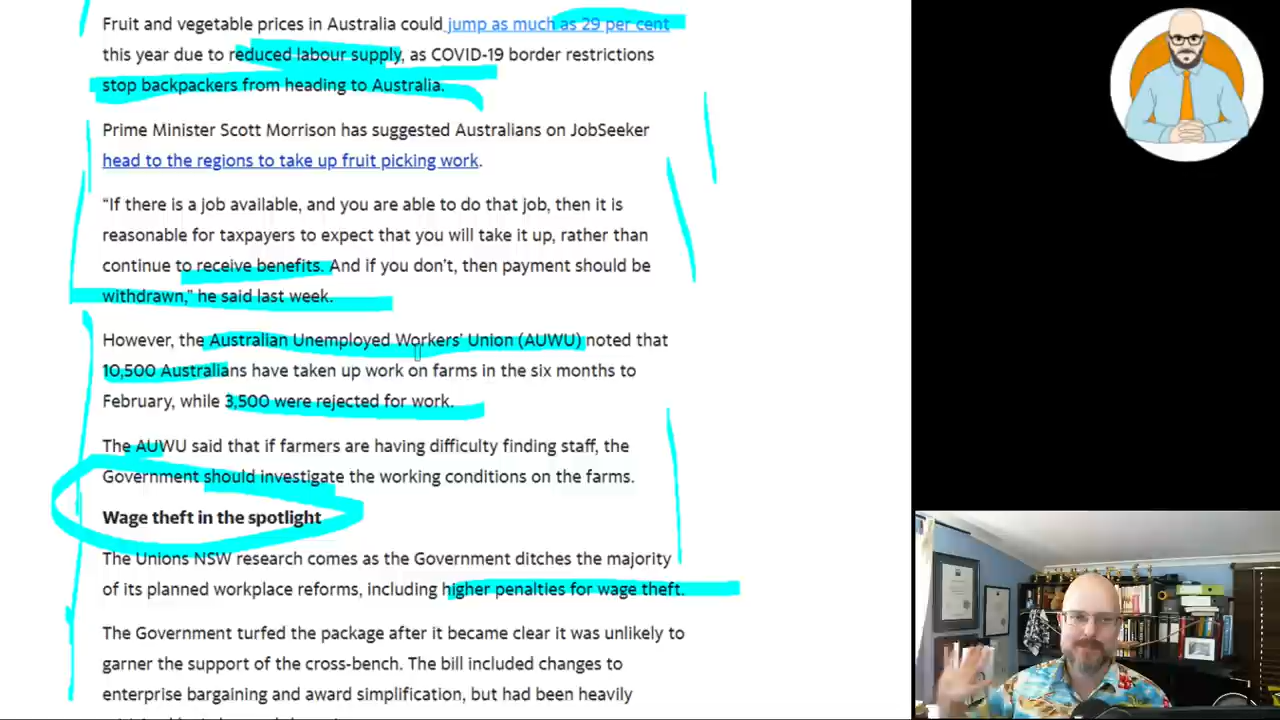 Fruit and vegetable prices in Australia could jump as much as 29 per cent
this year due to reduced labour supply, as COVID-19 border restrictions
stop backpackers from heading to Australia.
Prime Minister Scott Morrison has suggested Australians on JobSeeker
head to the regions to take up fruit picking work.
“If there is a job available, and you are able to do that job, then it is
reasonable for taxpayers to expect that you will take it up, rather than
continue to receive benefits. And if you don’t, then payment should be
withdrawn,” he said last week.
However, the Australian Unemployed Workers’ Union (AUWU) noted that
10,500 Australians have taken up work on farms in the six months to
February, while 3,500 were rejected for work.
The AUWU said that if farmers are having difficulty finding staff, the
Government should investigate the working conditions on the farms.
Wage theft in the spotlight
The Unions NSW research comes as the Government ditches the majority
of its planned workplace reforms, including higher penalties for wage theft.
The Government turfed the package after it became clear it was unlikely to
garner the support of the cross-bench. The bill included changes to
enterprise bargaining and award simplification, but had been heavily